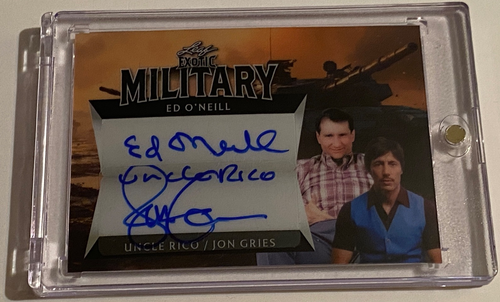 Leaf
EXOTIC
MILITARY
ED O'NEILL
Ed O'Neill
Uncle Rico
UNCLE RICO / JON GRIES